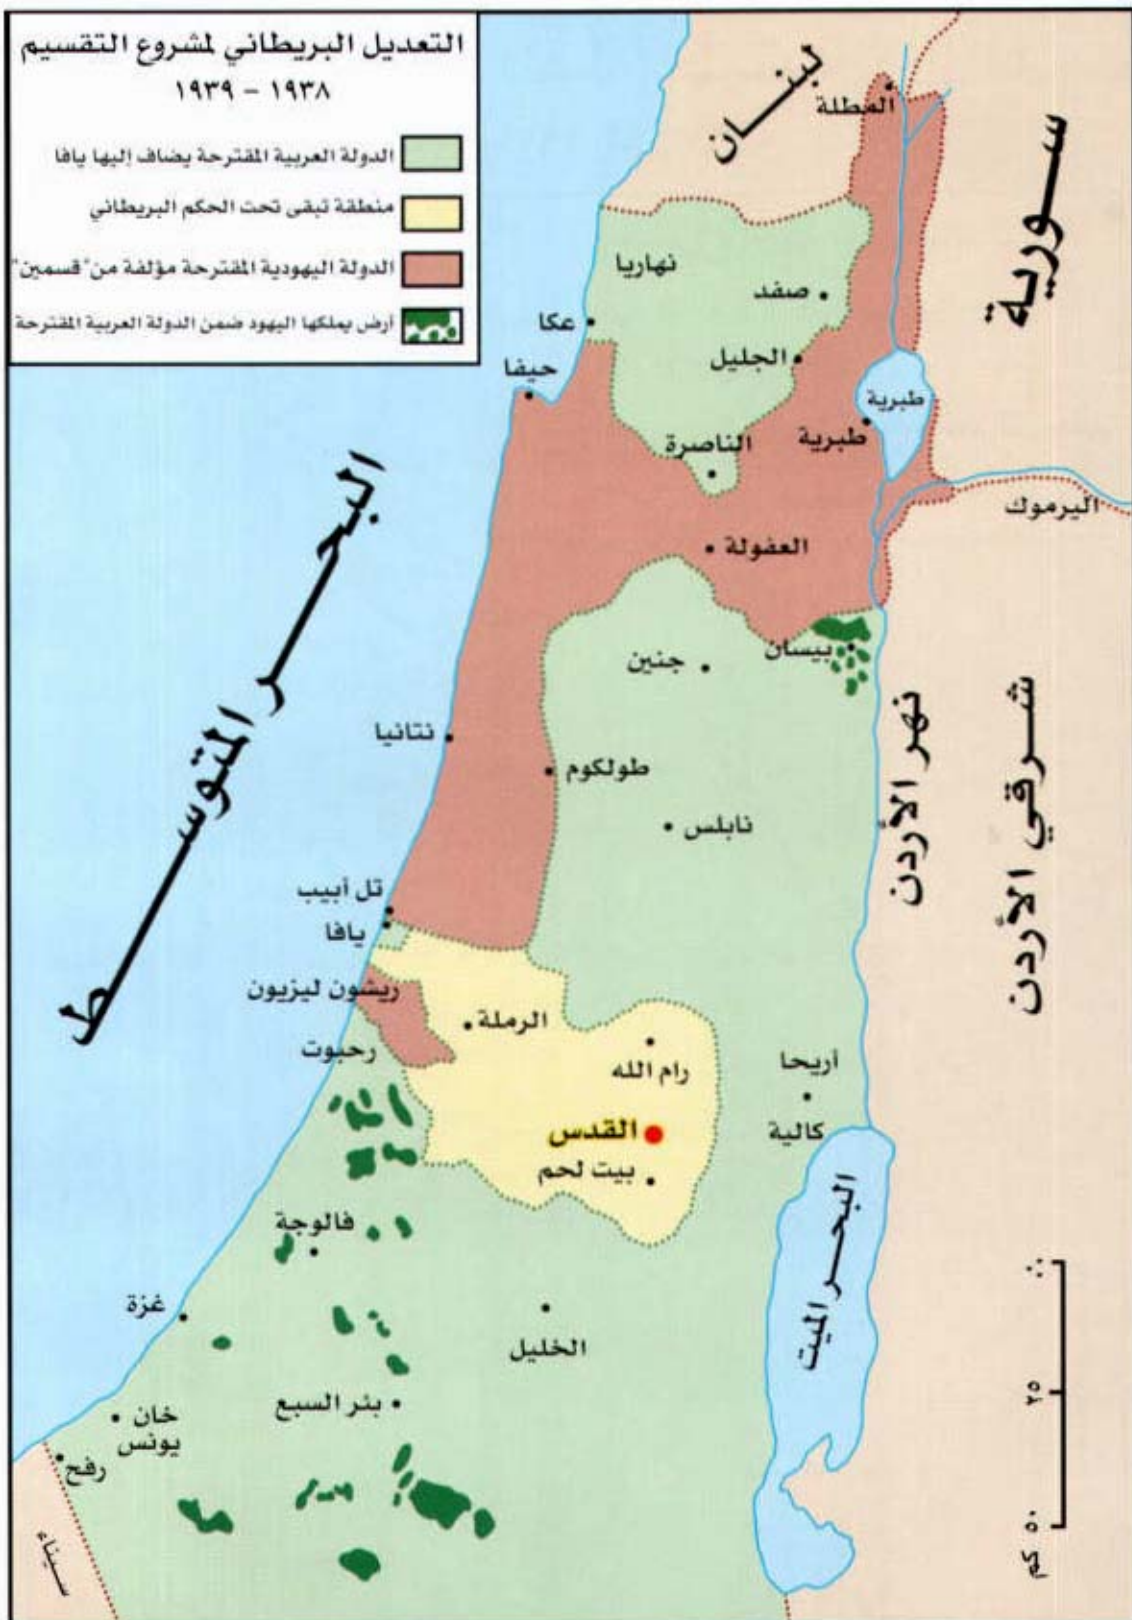 التعديل البريطاني لمشروع التقسيم
١٩٣٨ - ١٩٣٩
الدولة العربية المقترحة يضاف إليها يافا
منطقة تبقى تحت الحكم البريطاني
الدولة اليهودية المقترحة مؤلفة من "قسمين"
أرض يملكها اليهود ضمن الدولة العربية المقترحة
لبنان
المطلة
سورية
نهاريا
صفد
عكا
الجليل
حيفا
طبرية
طبرية
الناصرة
اليرموك
العفولة
البحر المتوسط
بيسان
جنين
نتانيا
طولكوم
نهر الأردن
شرقي الأردن
نابلس
تل أبيب
يافا
ريشون ليزيون
الرملة
رحبوت
رام الله
أريحا
القدس
كالية
بيت لحم
البحر الميت
فالوجة
غزة
الخليل
بئر السبع
خان
يونس
رفح
سيناء
٠.
٢٥
٥٠ كم